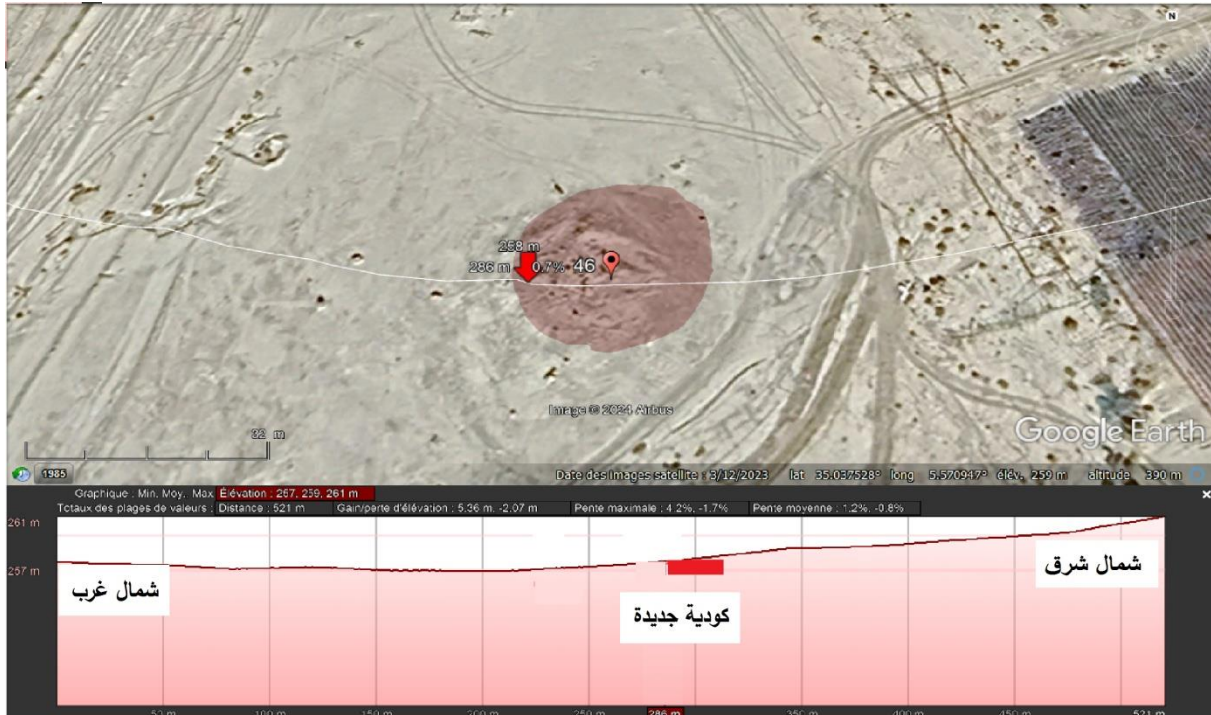 N
258 m
286 m 0.7% 46
Image © 2024 Airbus
Google Earth
32 m
1985
Date des images satellite : 3/12/2023 lat 35.037528° long 5.570947° élév. 259 m altitude 390 m
Graphique : Min, Moy, Max Élévation : 267, 259, 261 m
Totaux des plages de valeurs : Distance : 521 m Gain/perte d'élévation : 5.36 m, -2.07 m Pente maximale : 4.2%, -1.7% Pente moyenne : 1.2%, -0.8%
261 m
257 m
شمال غرب
كودية جديدة
شمال شرق
50 m 100 m 150 m 200 m 250 m 286 m 350 m 400 m 450 m 521 m